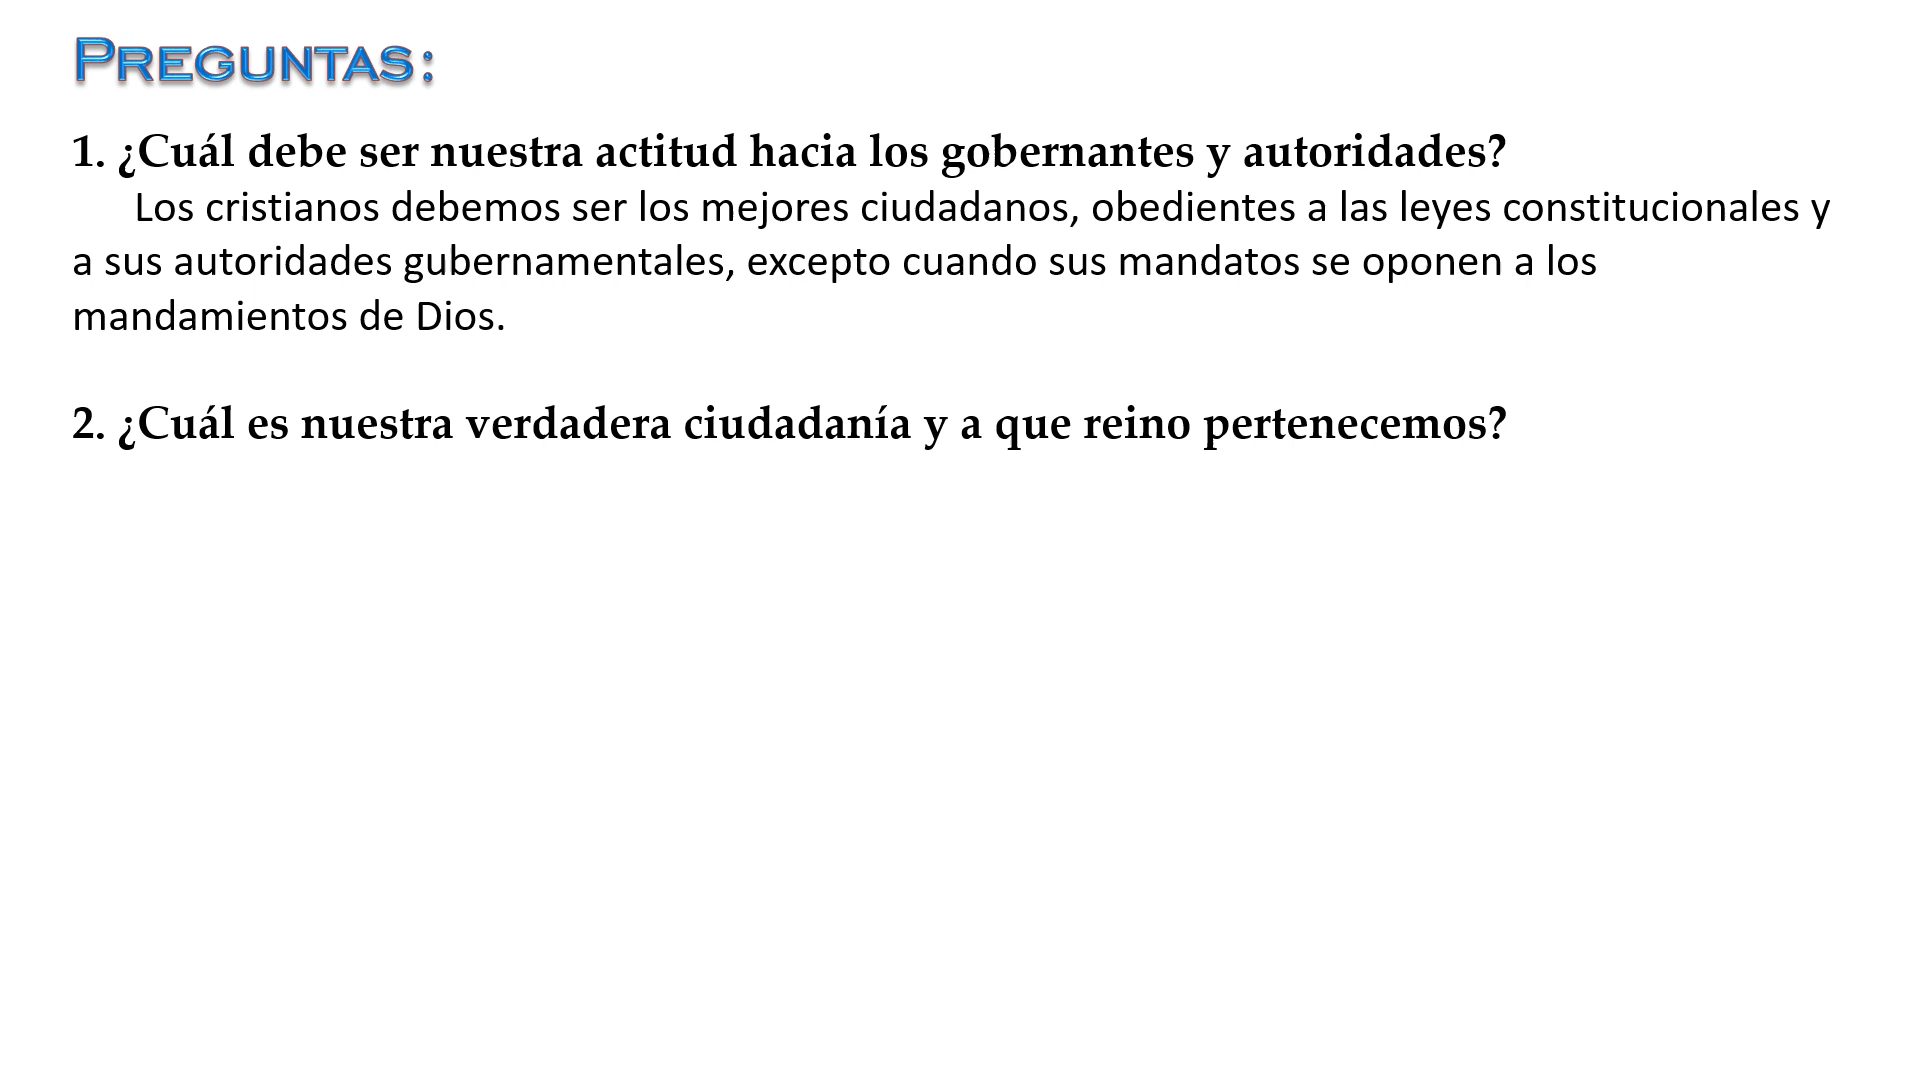 PREGUNTAS:
1. ¿Cuál debe ser nuestra actitud hacia los gobernantes y autoridades?
Los cristianos debemos ser los mejores ciudadanos, obedientes a las leyes constitucionales y
a sus autoridades gubernamentales, excepto cuando sus mandatos se oponen a los
mandamientos de Dios.
2. ¿Cuál es nuestra verdadera ciudadanía y a que reino pertenecemos?